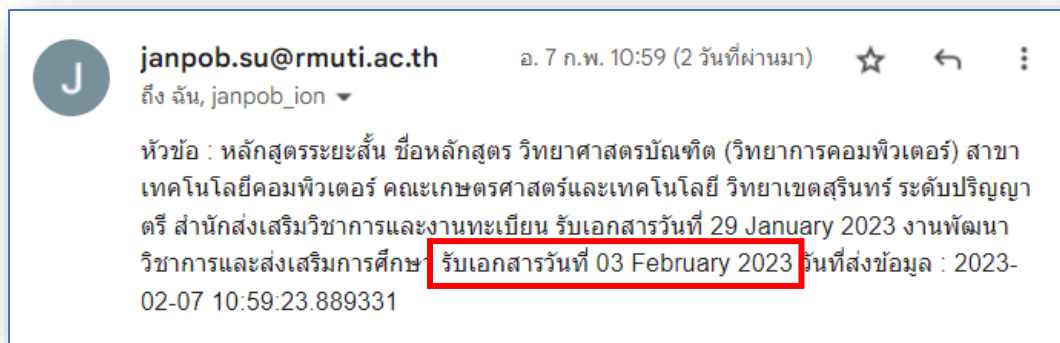 J
janpob.su@rmuti.ac.th อ. 7 ก.พ. 10:59 (2 วันที่ผ่านมา)
ถึง ฉัน, janpob_ion
หัวข้อ : หลักสูตรระยะสั้น ชื่อหลักสูตร วิทยาศาสตรบัณฑิต (วิทยาการคอมพิวเตอร์) สาขา
เทคโนโลยีคอมพิวเตอร์ คณะเกษตรศาสตร์และเทคโนโลยี วิทยาเขตสุรินทร์ ระดับปริญญา
ตรี สำนักส่งเสริมวิชาการและงานทะเบียน รับเอกสารวันที่ 29 January 2023 งานพัฒนา
วิชาการและส่งเสริมการศึกษา รับเอกสารวันที่ 03 February 2023 วันที่ส่งข้อมูล : 2023-
02-07 10:59:23.889331